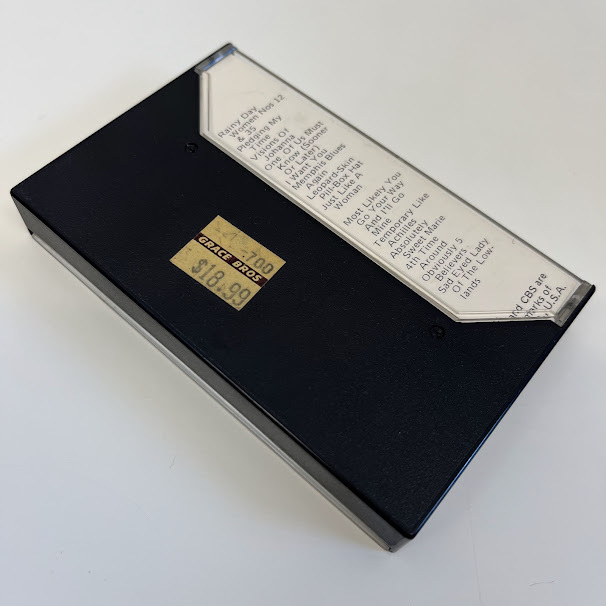 Rainy Day
Women Nos 12
& 35
Pledging My
Time
Visions Of
Johanna
One Of Us Must
Know (Sooner
Or Later)
I Want You
Memphis Blues
Again
Leopard-Skin
Pill-Box Hat
Just Like A
Woman
Most Likely You
Go Your Way
And I'll Go
Mine
Temporary Like
Achilles
Absolutely
Sweet Marie
4th Time
Around
Obviously 5
Believers
Sad Eyed Lady
Of The Low-
lands
and CBS are
of
U.S.A.
700
GRACE BROS
$18.99